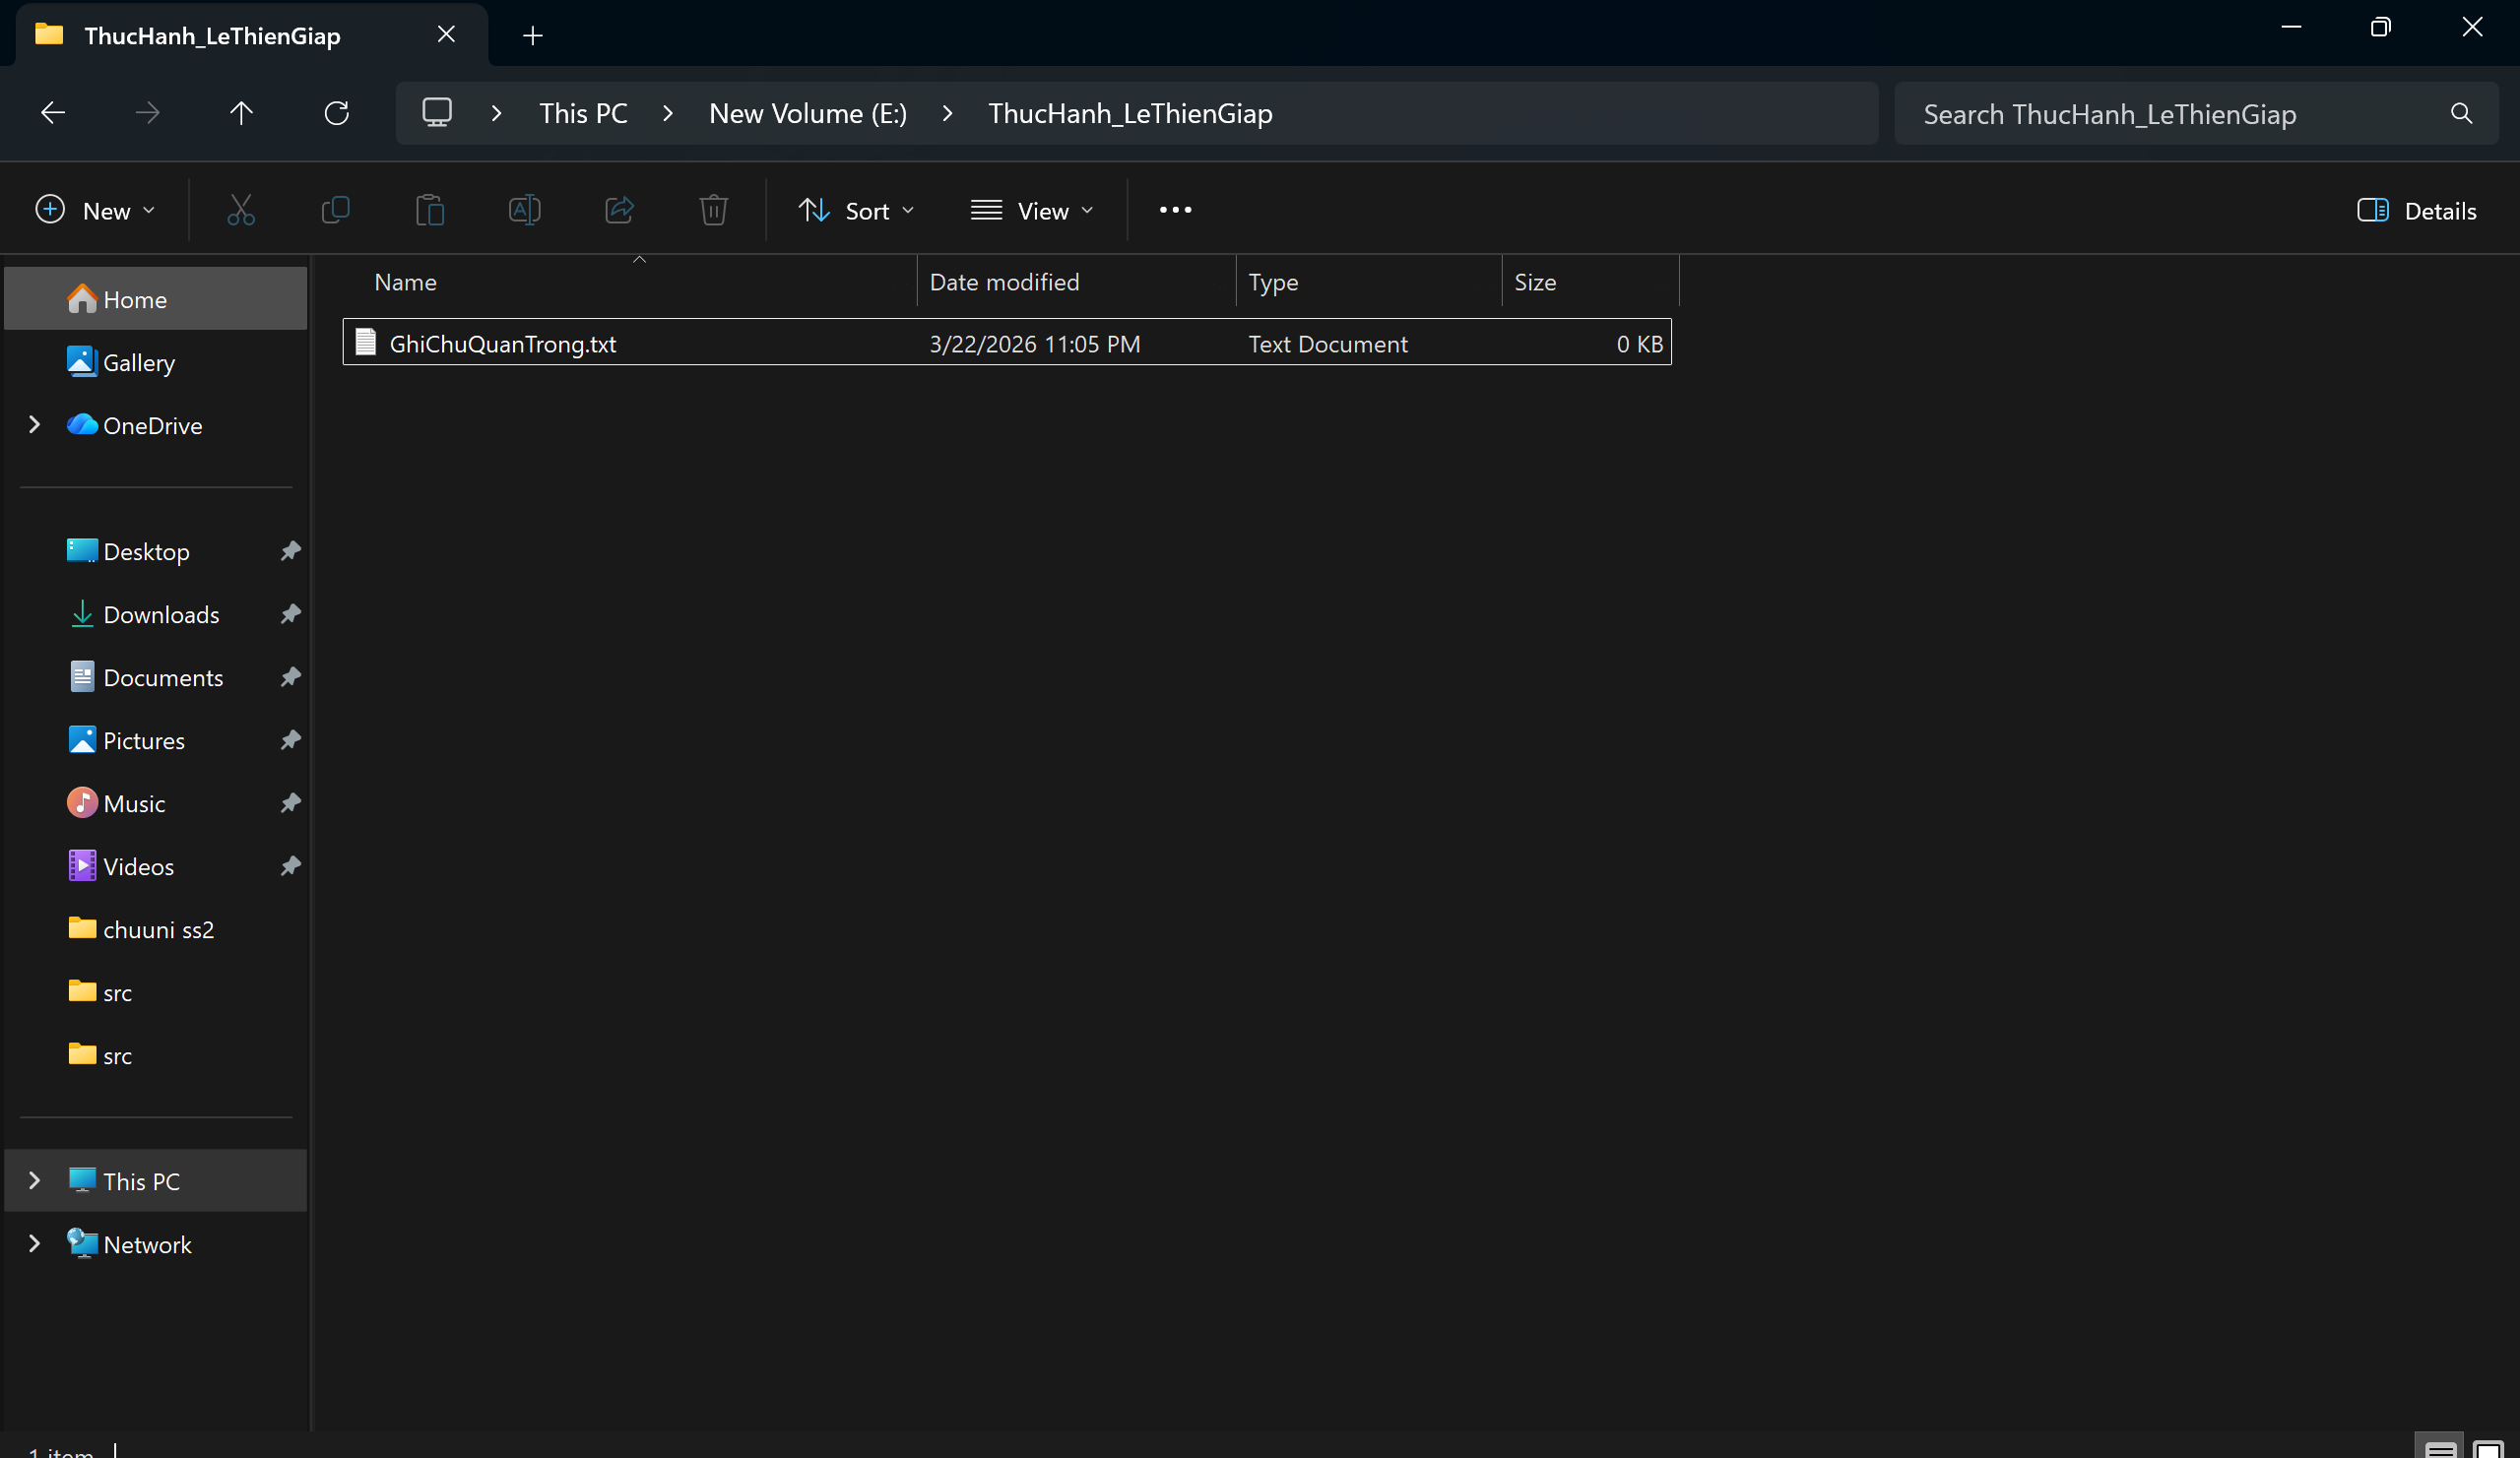 ThucHanh_LeThienGiap
This PC > New Volume (E:) > ThucHanh_LeThienGiap
Search ThucHanh_LeThienGiap
New
Sort
View
Details
Name Date modified Type Size
GhiChuQuanTrong.txt 3/22/2026 11:05 PM Text Document 0 KB
Home
Gallery
OneDrive
Desktop
Downloads
Documents
Pictures
Music
Videos
chuuni ss2
src
src
This PC
Network
1 item